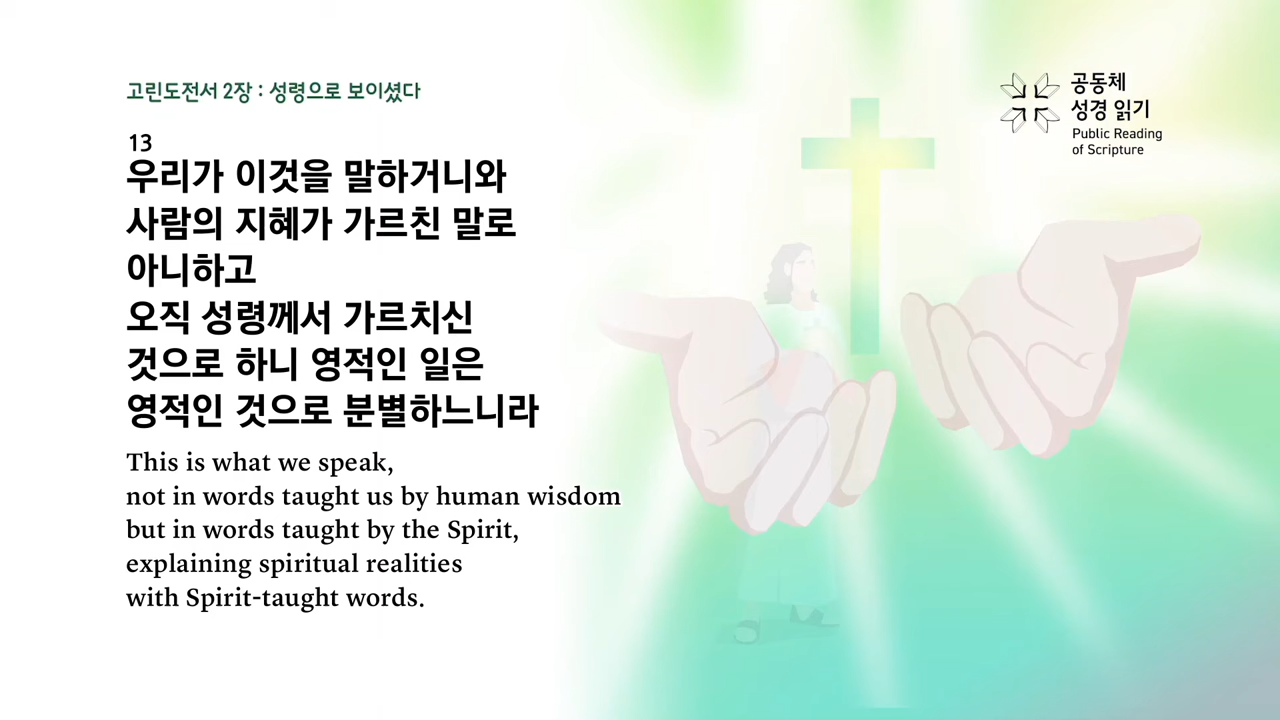 고린도전서 2장 : 성령으로 보이셨다
공동체
성경 읽기
Public Reading
of Scripture
13
우리가 이것을 말하거니와
사람의 지혜가 가르친 말로
아니하고
오직 성령께서 가르치신
것으로 하니 영적인 일은
영적인 것으로 분별하느니라
This is what we speak,
not in words taught us by human wisdom
but in words taught by the Spirit,
explaining spiritual realities
with Spirit-taught words.